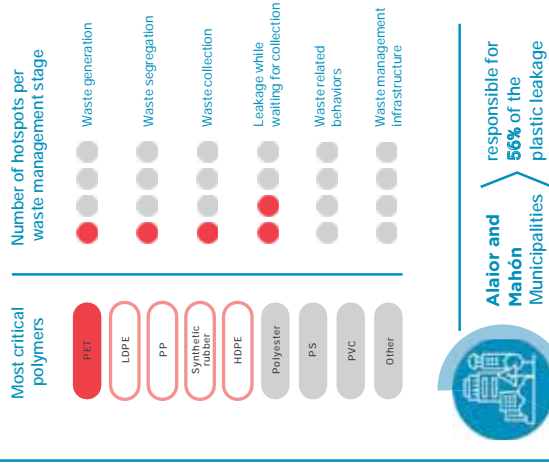 Most critical
polymers
PET
LDPE
PP
Synthetic
rubber
HDPE
Polyester
PS
PVC
Other
Number of hotspots per
waste management stage
Waste generation
Waste segregation
Waste collection
Leakage while
waiting for collection
Waste related
behaviors
Waste management
infrastructure
Alaior and
Mahón
Municipalities
responsible for
56% of the
plastic leakage